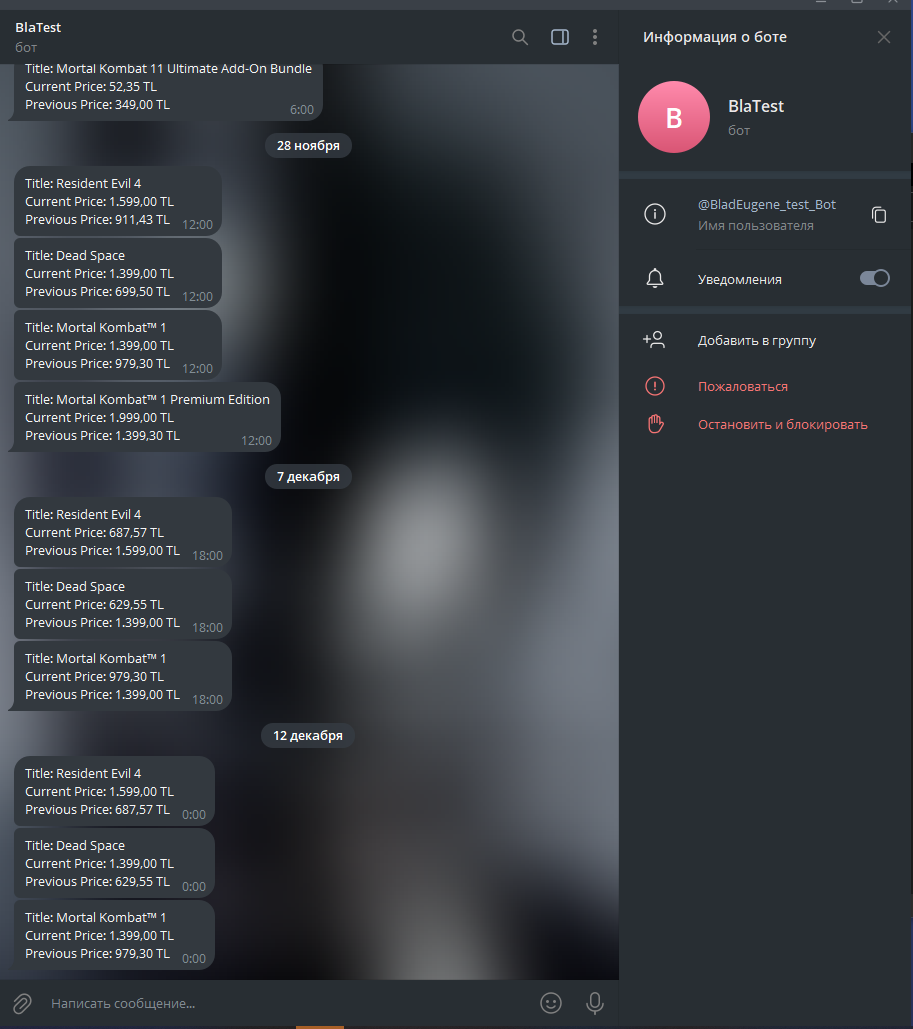 BlaTest
бот
Title: Mortal Kombat 11 Ultimate Add-On Bundle
Current Price: 52,35 TL
Previous Price: 349,00 TL
6:00
28 ноября
Title: Resident Evil 4
Current Price: 1.599,00 TL
Previous Price: 911,43 TL
12:00
Title: Dead Space
Current Price: 1.399,00 TL
Previous Price: 699,50 TL
12:00
Title: Mortal Kombat™ 1
Current Price: 1.399,00 TL
Previous Price: 979,30 TL
12:00
Title: Mortal Kombat™ 1 Premium Edition
Current Price: 1.999,00 TL
Previous Price: 1.399,30 TL
12:00
7 декабря
Title: Resident Evil 4
Current Price: 687,57 TL
Previous Price: 1.599,00 TL
18:00
Title: Dead Space
Current Price: 629,55 TL
Previous Price: 1.399,00 TL
18:00
Title: Mortal Kombat™ 1
Current Price: 979,30 TL
Previous Price: 1.399,00 TL
18:00
12 декабря
Title: Resident Evil 4
Current Price: 1.599,00 TL
Previous Price: 687,57 TL
0:00
Title: Dead Space
Current Price: 1.399,00 TL
Previous Price: 629,55 TL
0:00
Title: Mortal Kombat™ 1
Current Price: 1.399,00 TL
Previous Price: 979,30 TL
0:00
Написать сообщение...
Информация о боте
B
BlaTest
бот
@BladEugene_test_Bot
Имя пользователя
Уведомления
Добавить в группу
Пожаловаться
Остановить и блокировать